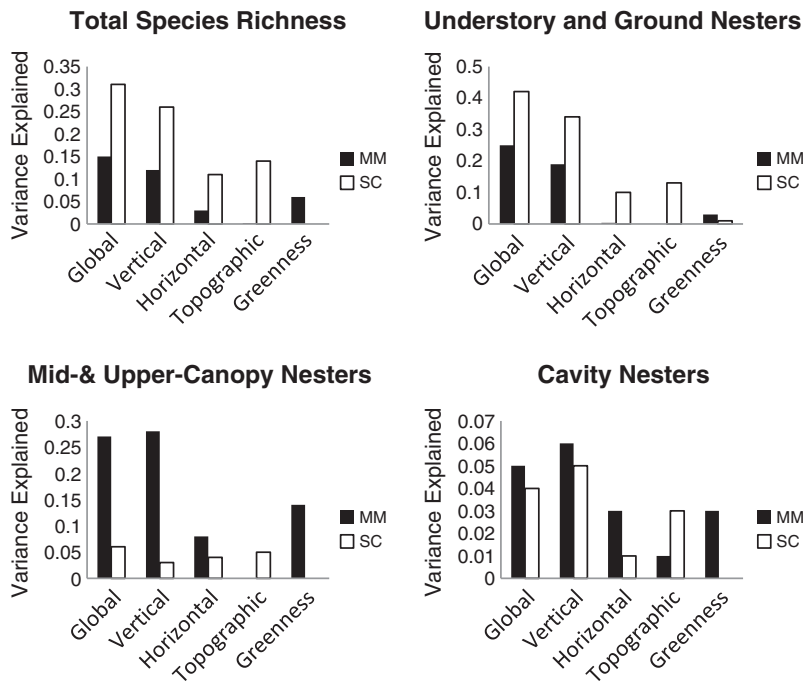 Total Species Richness
Variance Explained
0.35
0.3
0.25
0.2
0.15
0.1
0.05
0
Global
Vertical
Horizontal
Topographic
Greenness
MM
SC
Understory and Ground Nesters
Variance Explained
0.5
0.4
0.3
0.2
0.1
0
Global
Vertical
Horizontal
Topographic
Greenness
MM
SC
Mid-& Upper-Canopy Nesters
Variance Explained
0.3
0.25
0.2
0.15
0.1
0.05
0
Global
Vertical
Horizontal
Topographic
Greenness
MM
SC
Cavity Nesters
Variance Explained
0.07
0.06
0.05
0.04
0.03
0.02
0.01
0
Global
Vertical
Horizontal
Topographic
Greenness
MM
SC